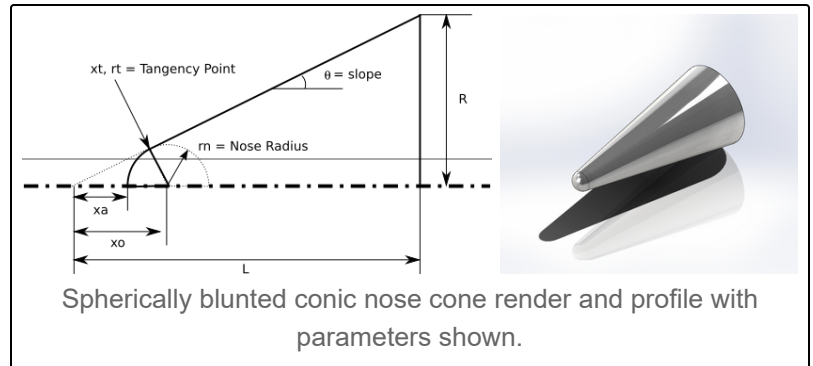 xt, rt = Tangency Point
θ = slope
R
rn = Nose Radius
xa
xo
L
Spherically blunted conic nose cone render and profile with
parameters shown.